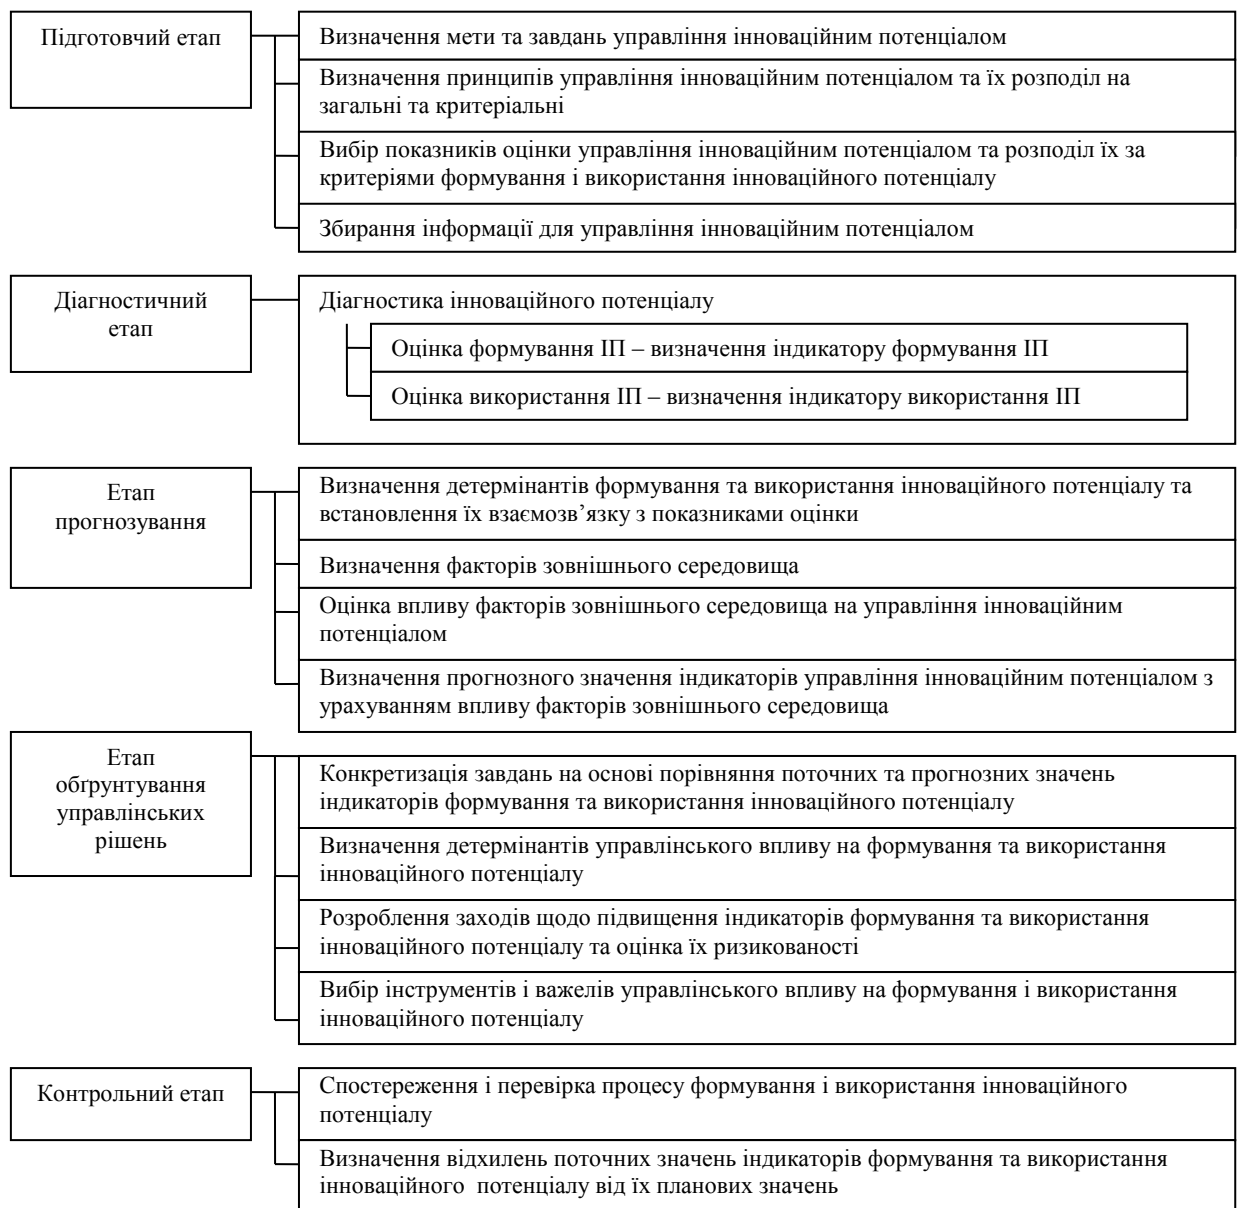 Підготовчий етап
Визначення мети та завдань управління інноваційним потенціалом
Визначення принципів управління інноваційним потенціалом та їх розподіл на
загальні та критеріальні
Вибір показників оцінки управління інноваційним потенціалом та розподіл їх за
критеріями формування і використання інноваційного потенціалу
Збирання інформації для управління інноваційним потенціалом
Діагностичний
етап
Діагностика інноваційного потенціалу
Оцінка формування ІП – визначення індикатору формування ІП
Оцінка використання ІП – визначення індикатору використання ІП
Етап
прогнозування
Визначення детермінантів формування та використання інноваційного потенціалу та
встановлення їх взаємозв’язку з показниками оцінки
Визначення факторів зовнішнього середовища
Оцінка впливу факторів зовнішнього середовища на управління інноваційним
потенціалом
Визначення прогнозного значення індикаторів управління інноваційним потенціалом з
урахуванням впливу факторів зовнішнього середовища
Етап
обґрунтування
управлінських
рішень
Конкретизація завдань на основі порівняння поточних та прогнозних значень
індикаторів формування та використання інноваційного потенціалу
Визначення детермінантів управлінського впливу на формування та використання
інноваційного потенціалу
Розроблення заходів щодо підвищення індикаторів формування та використання
інноваційного потенціалу та оцінка їх ризикованості
Вибір інструментів і важелів управлінського впливу на формування і використання
інноваційного потенціалу
Контрольний етап
Спостереження і перевірка процесу формування і використання інноваційного
потенціалу
Визначення відхилень поточних значень індикаторів формування та використання
інноваційного потенціалу від їх планових значень